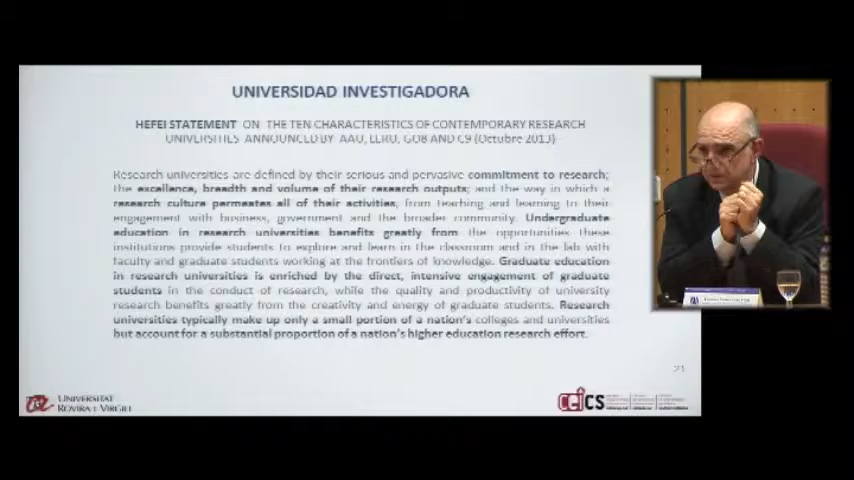 UNIVERSIDAD INVESTIGADORA
HEFEI STATEMENT ON THE TEN CHARACTERISTICS OF CONTEMPORARY RESEARCH
UNIVERSITIES ANNOUNCED BY AAU, LERU, GO8 AND C9 (Octubre 2013)
Research universities are defined by their serious and pervasive commitment to research;
the excellence, breadth and volume of their research outputs; and the way in which a
research culture permeates all of their activities, from teaching and learning to their
engagement with business, government and the broader community. Undergraduate
education in research universities benefits greatly from the opportunities these
institutions provide students to explore and learn in the classroom and in the lab with
faculty and graduate students working at the frontiers of knowledge. Graduate education
in research universities is enriched by the direct, intensive engagement of graduate
students in the conduct of research, while the quality and productivity of university
research benefits greatly from the creativity and energy of graduate students. Research
universities typically make up only a small portion of a nation's colleges and universities
but account for a substantial proportion of a nation's higher education research effort.
21
UNIVERSITAT
ROVIRA I VIRGILI
ceics